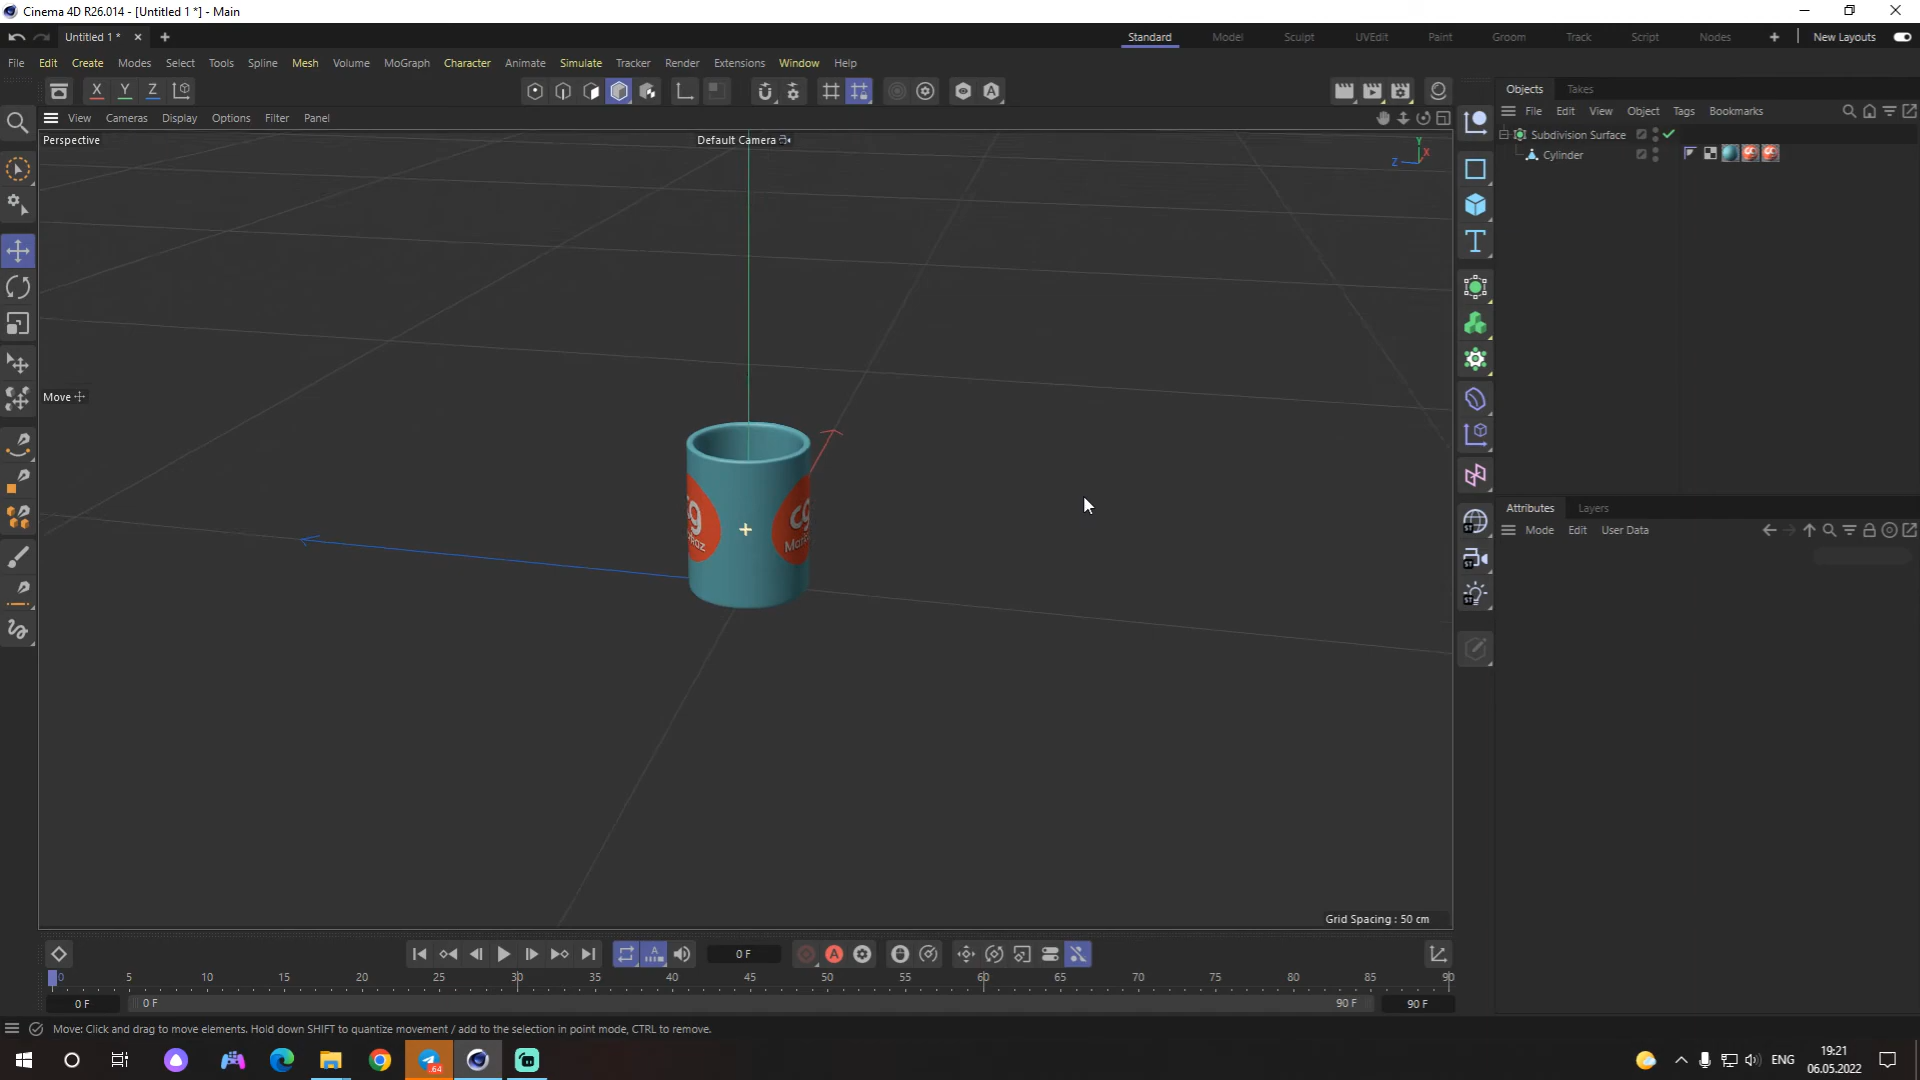 Cinema 4D R26.014 - [Untitled 1 *] - Main
Untitled 1 *
Standard Model Sculpt UVEdit Paint Groom Track Script Nodes New Layouts
File Edit Create Modes Select Tools Spline Mesh Volume MoGraph Character Animate Simulate Tracker Render Extensions Window Help
X Y Z
Objects Takes
View Cameras Display Options Filter Panel
File Edit View Object Tags Bookmarks
Perspective
Default Camera
Subdivision Surface
Cylinder
Y
X
Z
Move
cg
Attributes Layers
Mode Edit User Data
ST
ST
ST
Grid Spacing : 50 cm
0 F
0 5 10 15 20 25 30 35 40 45 50 55 60 65 70 75 80 85 90
0 F 0 F 90 F 90 F
Move: Click and drag to move elements. Hold down SHIFT to quantize movement / add to the selection in point mode, CTRL to remove.
64
ENG
19:21
06.05.2022